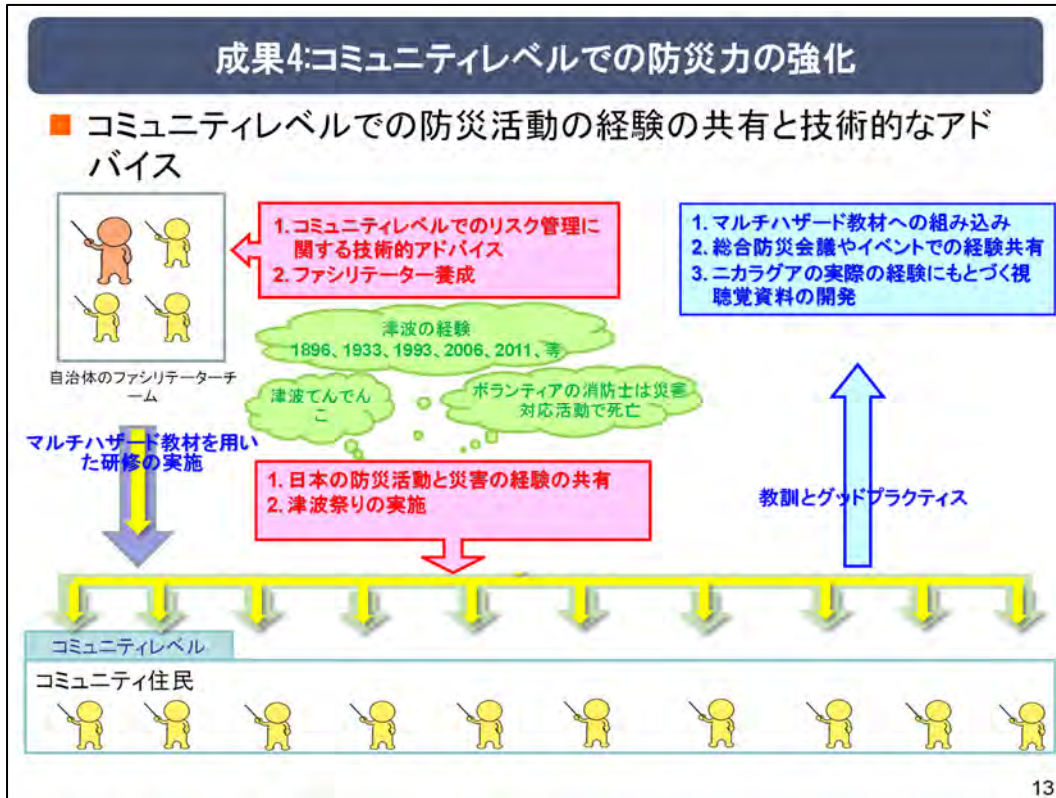 成果4:コミュニティレベルでの防災力の強化
■ コミュニティレベルでの防災活動の経験の共有と技術的なアド
バイス
1. コミュニティレベルでのリスク管理に
関する技術的アドバイス
2. ファシリテーター養成
1. マルチハザード教材への組み込み
2. 総合防災会議やイベントでの経験共有
3. ニカラグアの実際の経験にもとづく視
聴覚資料の開発
津波の経験
1896、1933、1993、2006、2011、等
自治体のファシリテーターチ
ーム
津波てんでん
こ
ボランティアの消防士は災害
対応活動で死亡
マルチハザード教材を用い
た研修の実施
1. 日本の防災活動と災害の経験の共有
2. 津波祭りの実施
教訓とグッドプラクティス
コミュニティレベル
コミュニティ住民
13